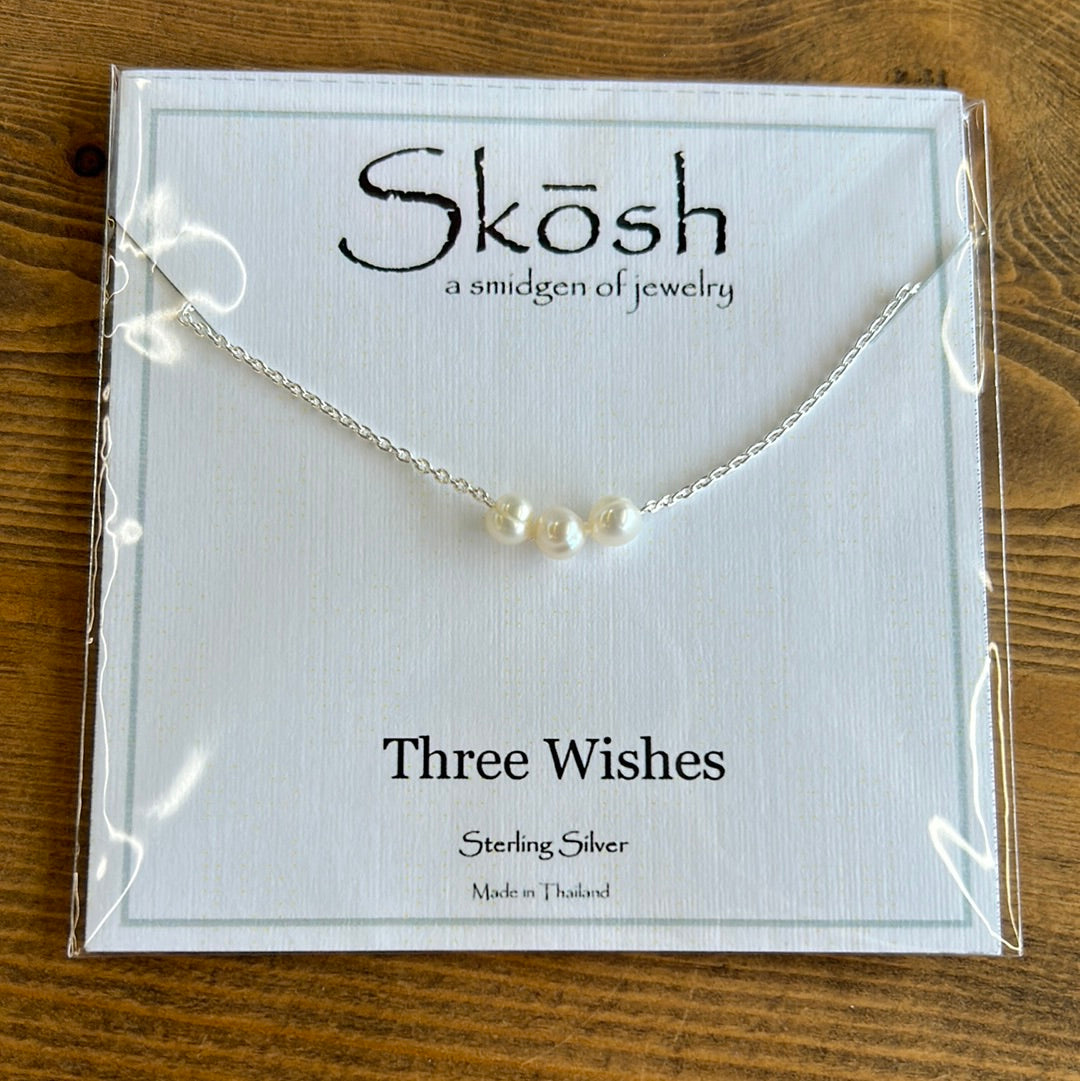 Skōsh
a smidgen of jewelry
Three Wishes
Sterling Silver
Made in Thailand